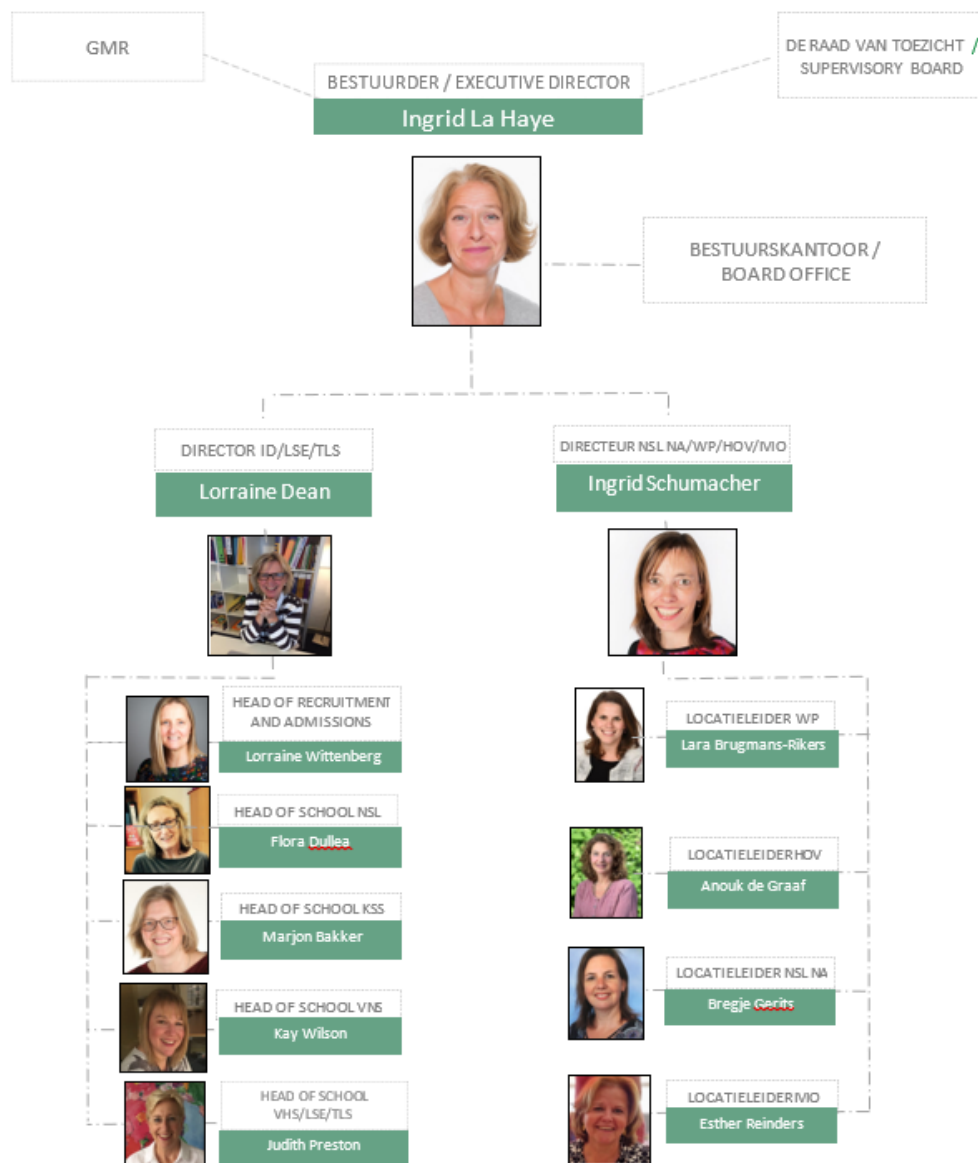 GMR
DE RAAD VAN TOEZICHT /
SUPERVISORY BOARD
BESTUURDER / EXECUTIVE DIRECTOR
Ingrid La Haye
BESTUURSKANTOOR /
BOARD OFFICE
DIRECTOR ID/LSE/TLS
Lorraine Dean
DIRECTEUR NSL NA/WP/HOV/IVIO
Ingrid Schumacher
HEAD OF RECRUITMENT
AND ADMISSIONS
Lorraine Wittenberg
HEAD OF SCHOOL NSL
Flora Dullea
HEAD OF SCHOOL KSS
Marjon Bakker
HEAD OF SCHOOL VNS
Kay Wilson
HEAD OF SCHOOL
VHS/LSE/TLS
Judith Preston
LOCATIELEIDER WP
Lara Brugmans-Rikers
LOCATIELEIDER HOV
Anouk de Graaf
LOCATIELEIDER NSL NA
Bregje Gerits
LOCATIELEIDER IVIO
Esther Reinders